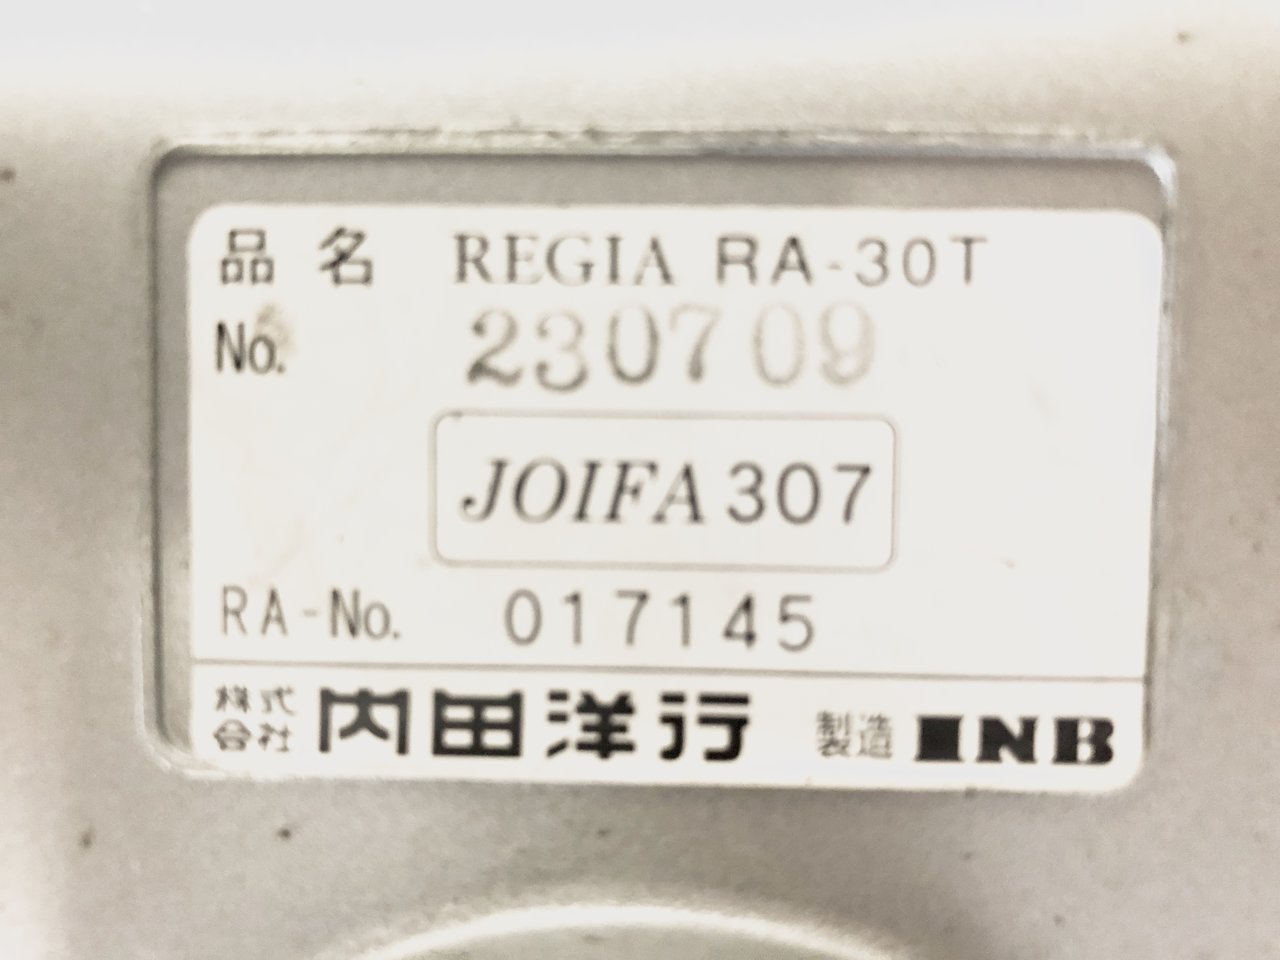 品名 REGIA RA-30T
No. 230709
JOIFA 307
RA-No. 017145
株式会社 内田洋行 製造 INB